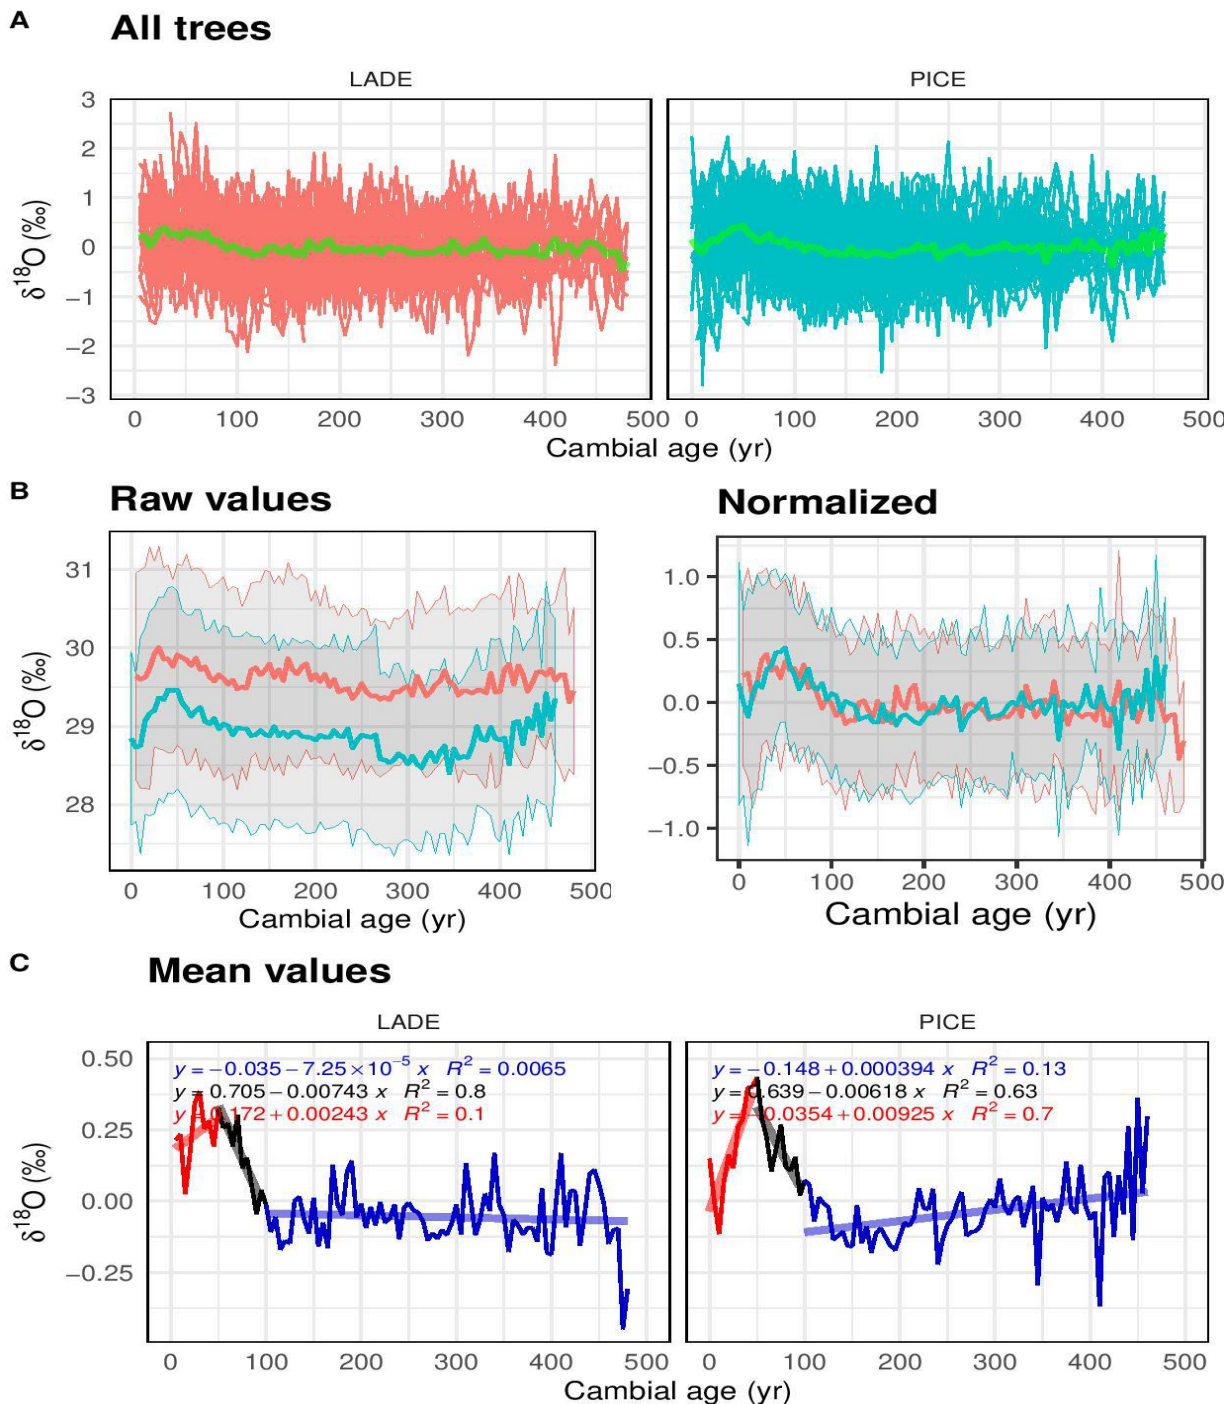 A All trees
LADE PICE
3
2
1
0
−1
−2
−3
δ¹⁸O (‰)
0 100 200 300 400 500 0 100 200 300 400 500
Cambial age (yr)
B Raw values Normalized
31
30
29
28
δ¹⁸O (‰)
0 100 200 300 400 500
Cambial age (yr)
1.0
0.5
0.0
−0.5
−1.0
0 100 200 300 400 500
Cambial age (yr)
C Mean values
LADE PICE
0.50
0.25
0.00
−0.25
δ¹⁸O (‰)
y = −0.035 − 7.25 × 10⁻⁵ x R² = 0.0065
y = 0.705 − 0.00743 x R² = 0.8
y = 0.172 + 0.00243 x R² = 0.1
y = −0.148 + 0.000394 x R² = 0.13
y = 0.639 − 0.00618 x R² = 0.63
y = −0.0354 + 0.00925 x R² = 0.7
0 100 200 300 400 500 0 100 200 300 400 500
Cambial age (yr)